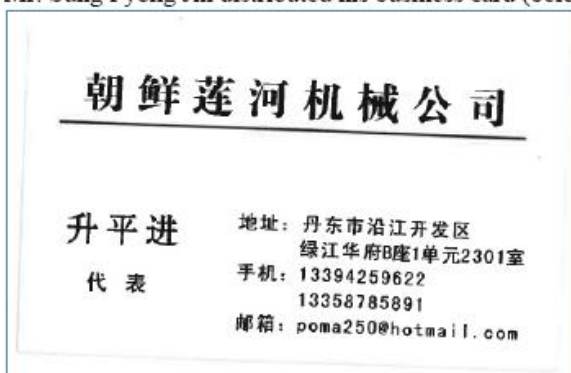 朝鲜莲河机械公司
升平进
代表
地址：丹东市沿江开发区
绿江华府B座1单元2301室
手机：13394259622
13358785891
邮箱：poma250@hotmail.com